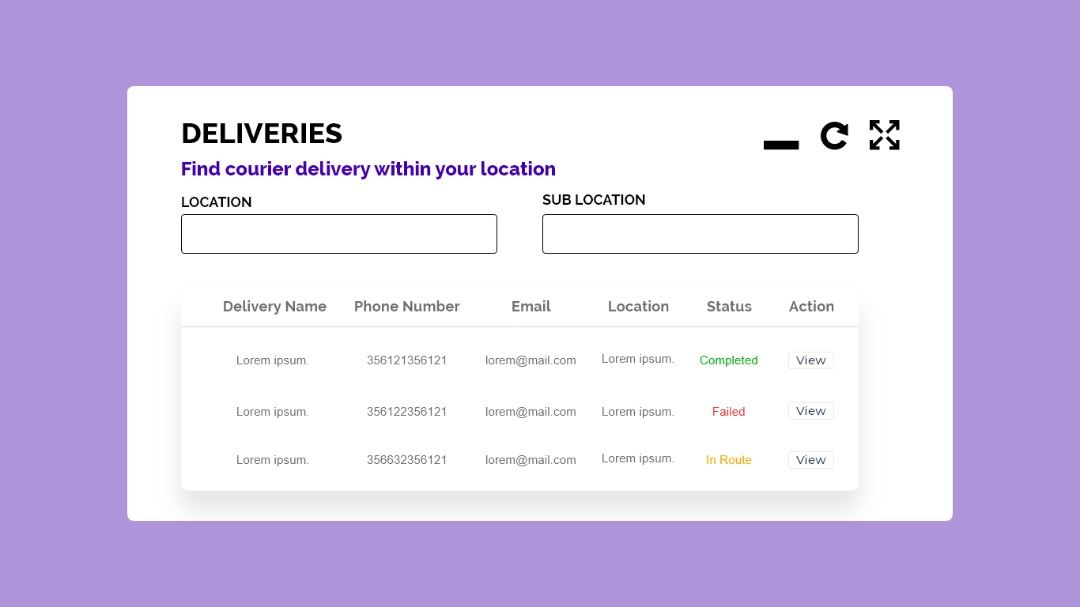 DELIVERIES
Find courier delivery within your location
LOCATION SUB LOCATION
Delivery Name Phone Number Email Location Status Action
Lorem ipsum. 356121356121 lorem@mail.com Lorem ipsum. Completed View
Lorem ipsum. 356122356121 lorem@mail.com Lorem ipsum. Failed View
Lorem ipsum. 356632356121 lorem@mail.com Lorem ipsum. In Route View